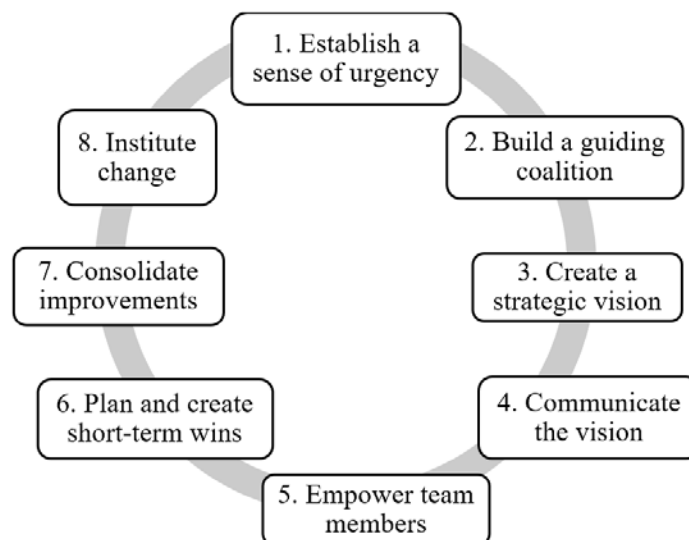 1. Establish a
sense of urgency
2. Build a guiding
coalition
3. Create a
strategic vision
4. Communicate
the vision
5. Empower team
members
6. Plan and create
short-term wins
7. Consolidate
improvements
8. Institute
change